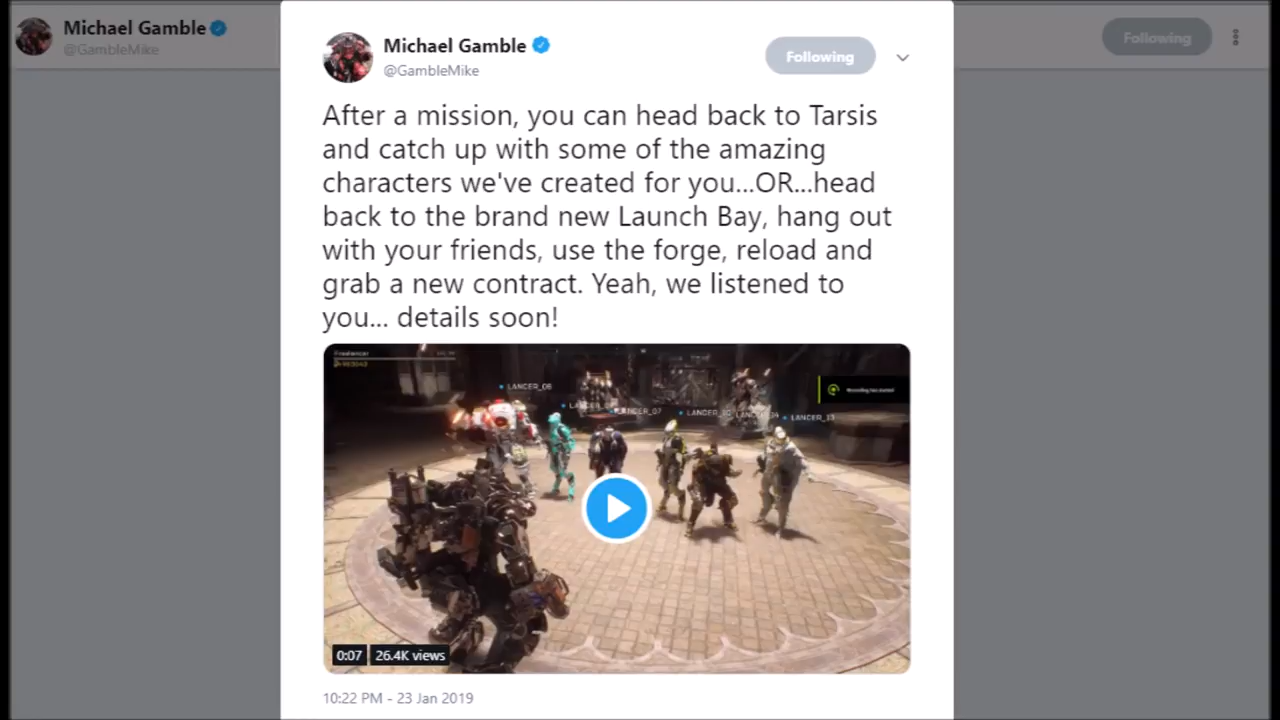 Michael Gamble
@GambleMike
Following
Michael Gamble
@GambleMike
Following
After a mission, you can head back to Tarsis
and catch up with some of the amazing
characters we've created for you...OR...head
back to the brand new Launch Bay, hang out
with your friends, use the forge, reload and
grab a new contract. Yeah, we listened to
you... details soon!
Freelancer
LANCER_08
LANCER_07
LANCER_13
0:07
26.4K views
10:22 PM - 23 Jan 2019